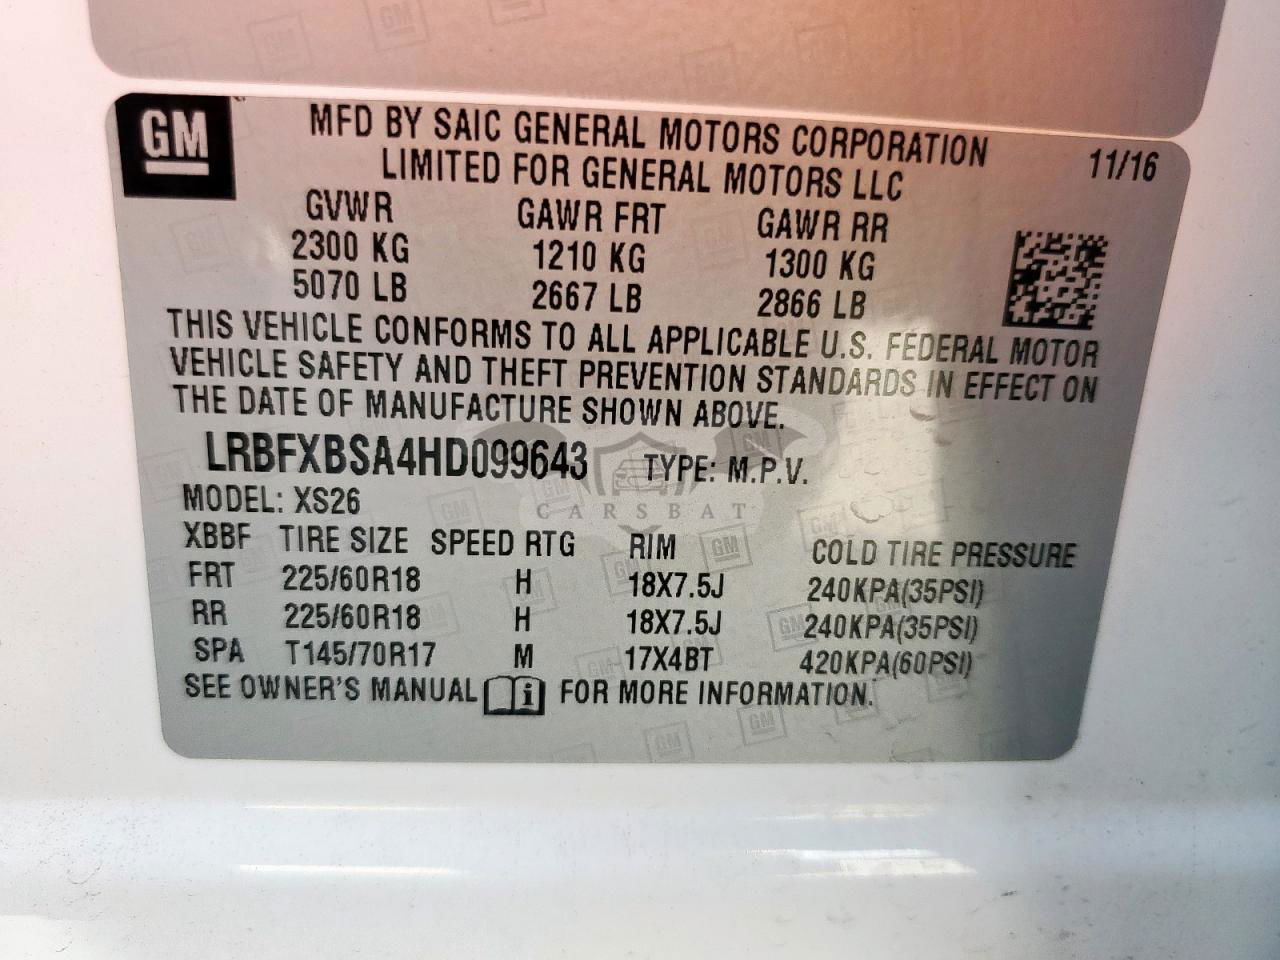 GM
MFD BY SAIC GENERAL MOTORS CORPORATION
LIMITED FOR GENERAL MOTORS LLC
11/16
GVWR GAWR FRT GAWR RR
2300 KG 1210 KG 1300 KG
5070 LB 2667 LB 2866 LB
THIS VEHICLE CONFORMS TO ALL APPLICABLE U.S. FEDERAL MOTOR
VEHICLE SAFETY AND THEFT PREVENTION STANDARDS IN EFFECT ON
THE DATE OF MANUFACTURE SHOWN ABOVE.
LRBFXBSA4HD099643 TYPE: M.P.V.
MODEL: XS26
CARSBAT
XBBF TIRE SIZE SPEED RTG RIM COLD TIRE PRESSURE
FRT 225/60R18 H 18X7.5J 240KPA(35PSI)
RR 225/60R18 H 18X7.5J 240KPA(35PSI)
SPA T145/70R17 M 17X4BT 420KPA(60PSI)
SEE OWNER'S MANUAL i FOR MORE INFORMATION.